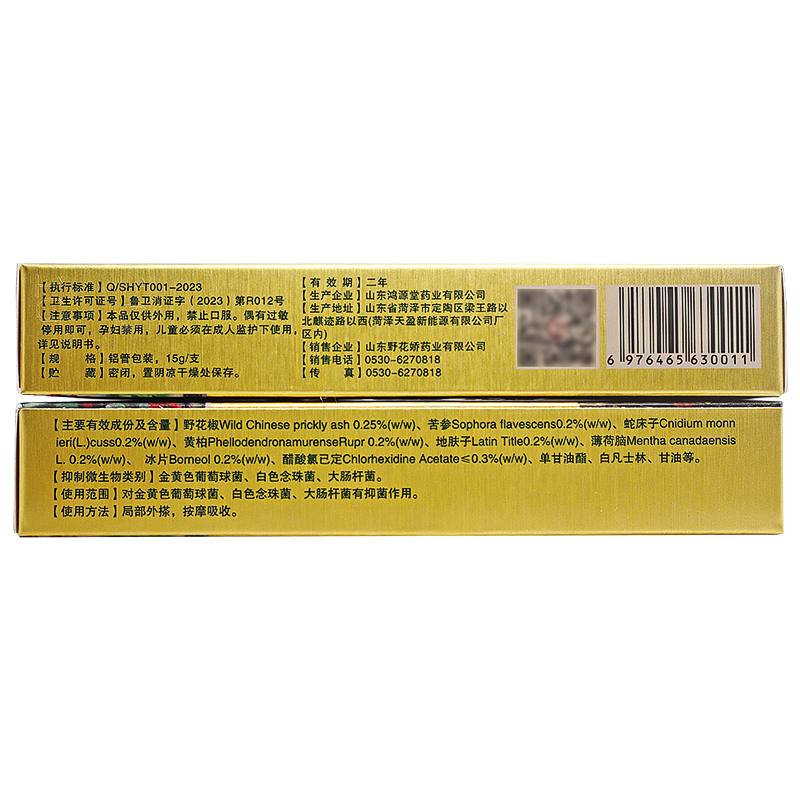 【执行标准】Q/SHYT001-2023
【卫生许可证号】鲁卫消证字（2023）第R012号
【注意事项】本品仅供外用，禁止口服。偶有过敏
停用即可，孕妇禁用，儿童必须在成人监护下使用，
详见说明书。
【规 格】铝管包装，15g/支
【贮 藏】密闭，置阴凉干燥处保存。
【有 效 期】二年
【生产企业】山东鸿源堂药业有限公司
【生产地址】山东省菏泽市定陶区梁王路以
北麒迹路以西(菏泽天盈新能源有限公司厂
区内)
【销售企业】山东野花娇药业有限公司
【销售电话】0530-6270818
【传 真】0530-6270818
6 976465 630011
【主要有效成份及含量】野花椒Wild Chinese prickly ash 0.25%(w/w)、苦参Sophora flavescens0.2%(w/w)、蛇床子Cnidium monn
ieri(L.)cuss0.2%(w/w)、黄柏PhellodendronamurenseRupr 0.2%(w/w)、地肤子Latin Title0.2%(w/w)、薄荷脑Mentha canadaensis
L. 0.2%(w/w)、 冰片Borneol 0.2%(w/w)、醋酸氯已定Chlorhexidine Acetate≤0.3%(w/w)、单甘油酯、白凡士林、甘油等。
【抑制微生物类别】金黄色葡萄球菌、白色念珠菌、大肠杆菌。
【使用范围】对金黄色葡萄球菌、白色念珠菌、大肠杆菌有抑菌作用。
【使用方法】局部外搽，按摩吸收。